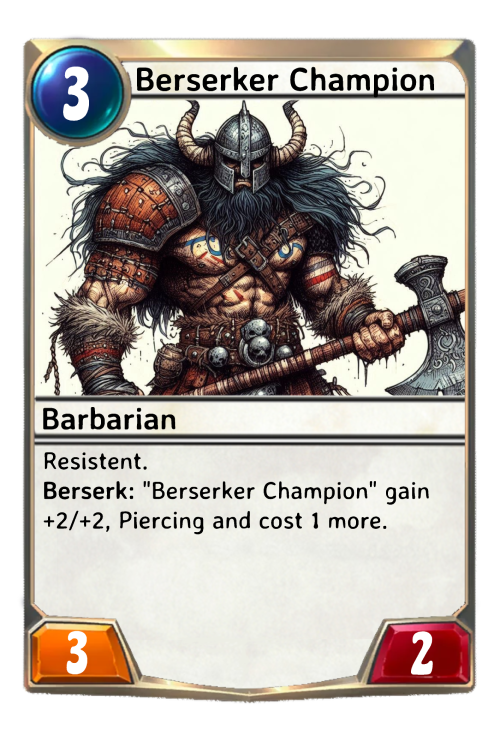 3
Berserker Champion
Barbarian
Resistent.
Berserk: "Berserker Champion" gain
+2/+2, Piercing and cost 1 more.
3
2